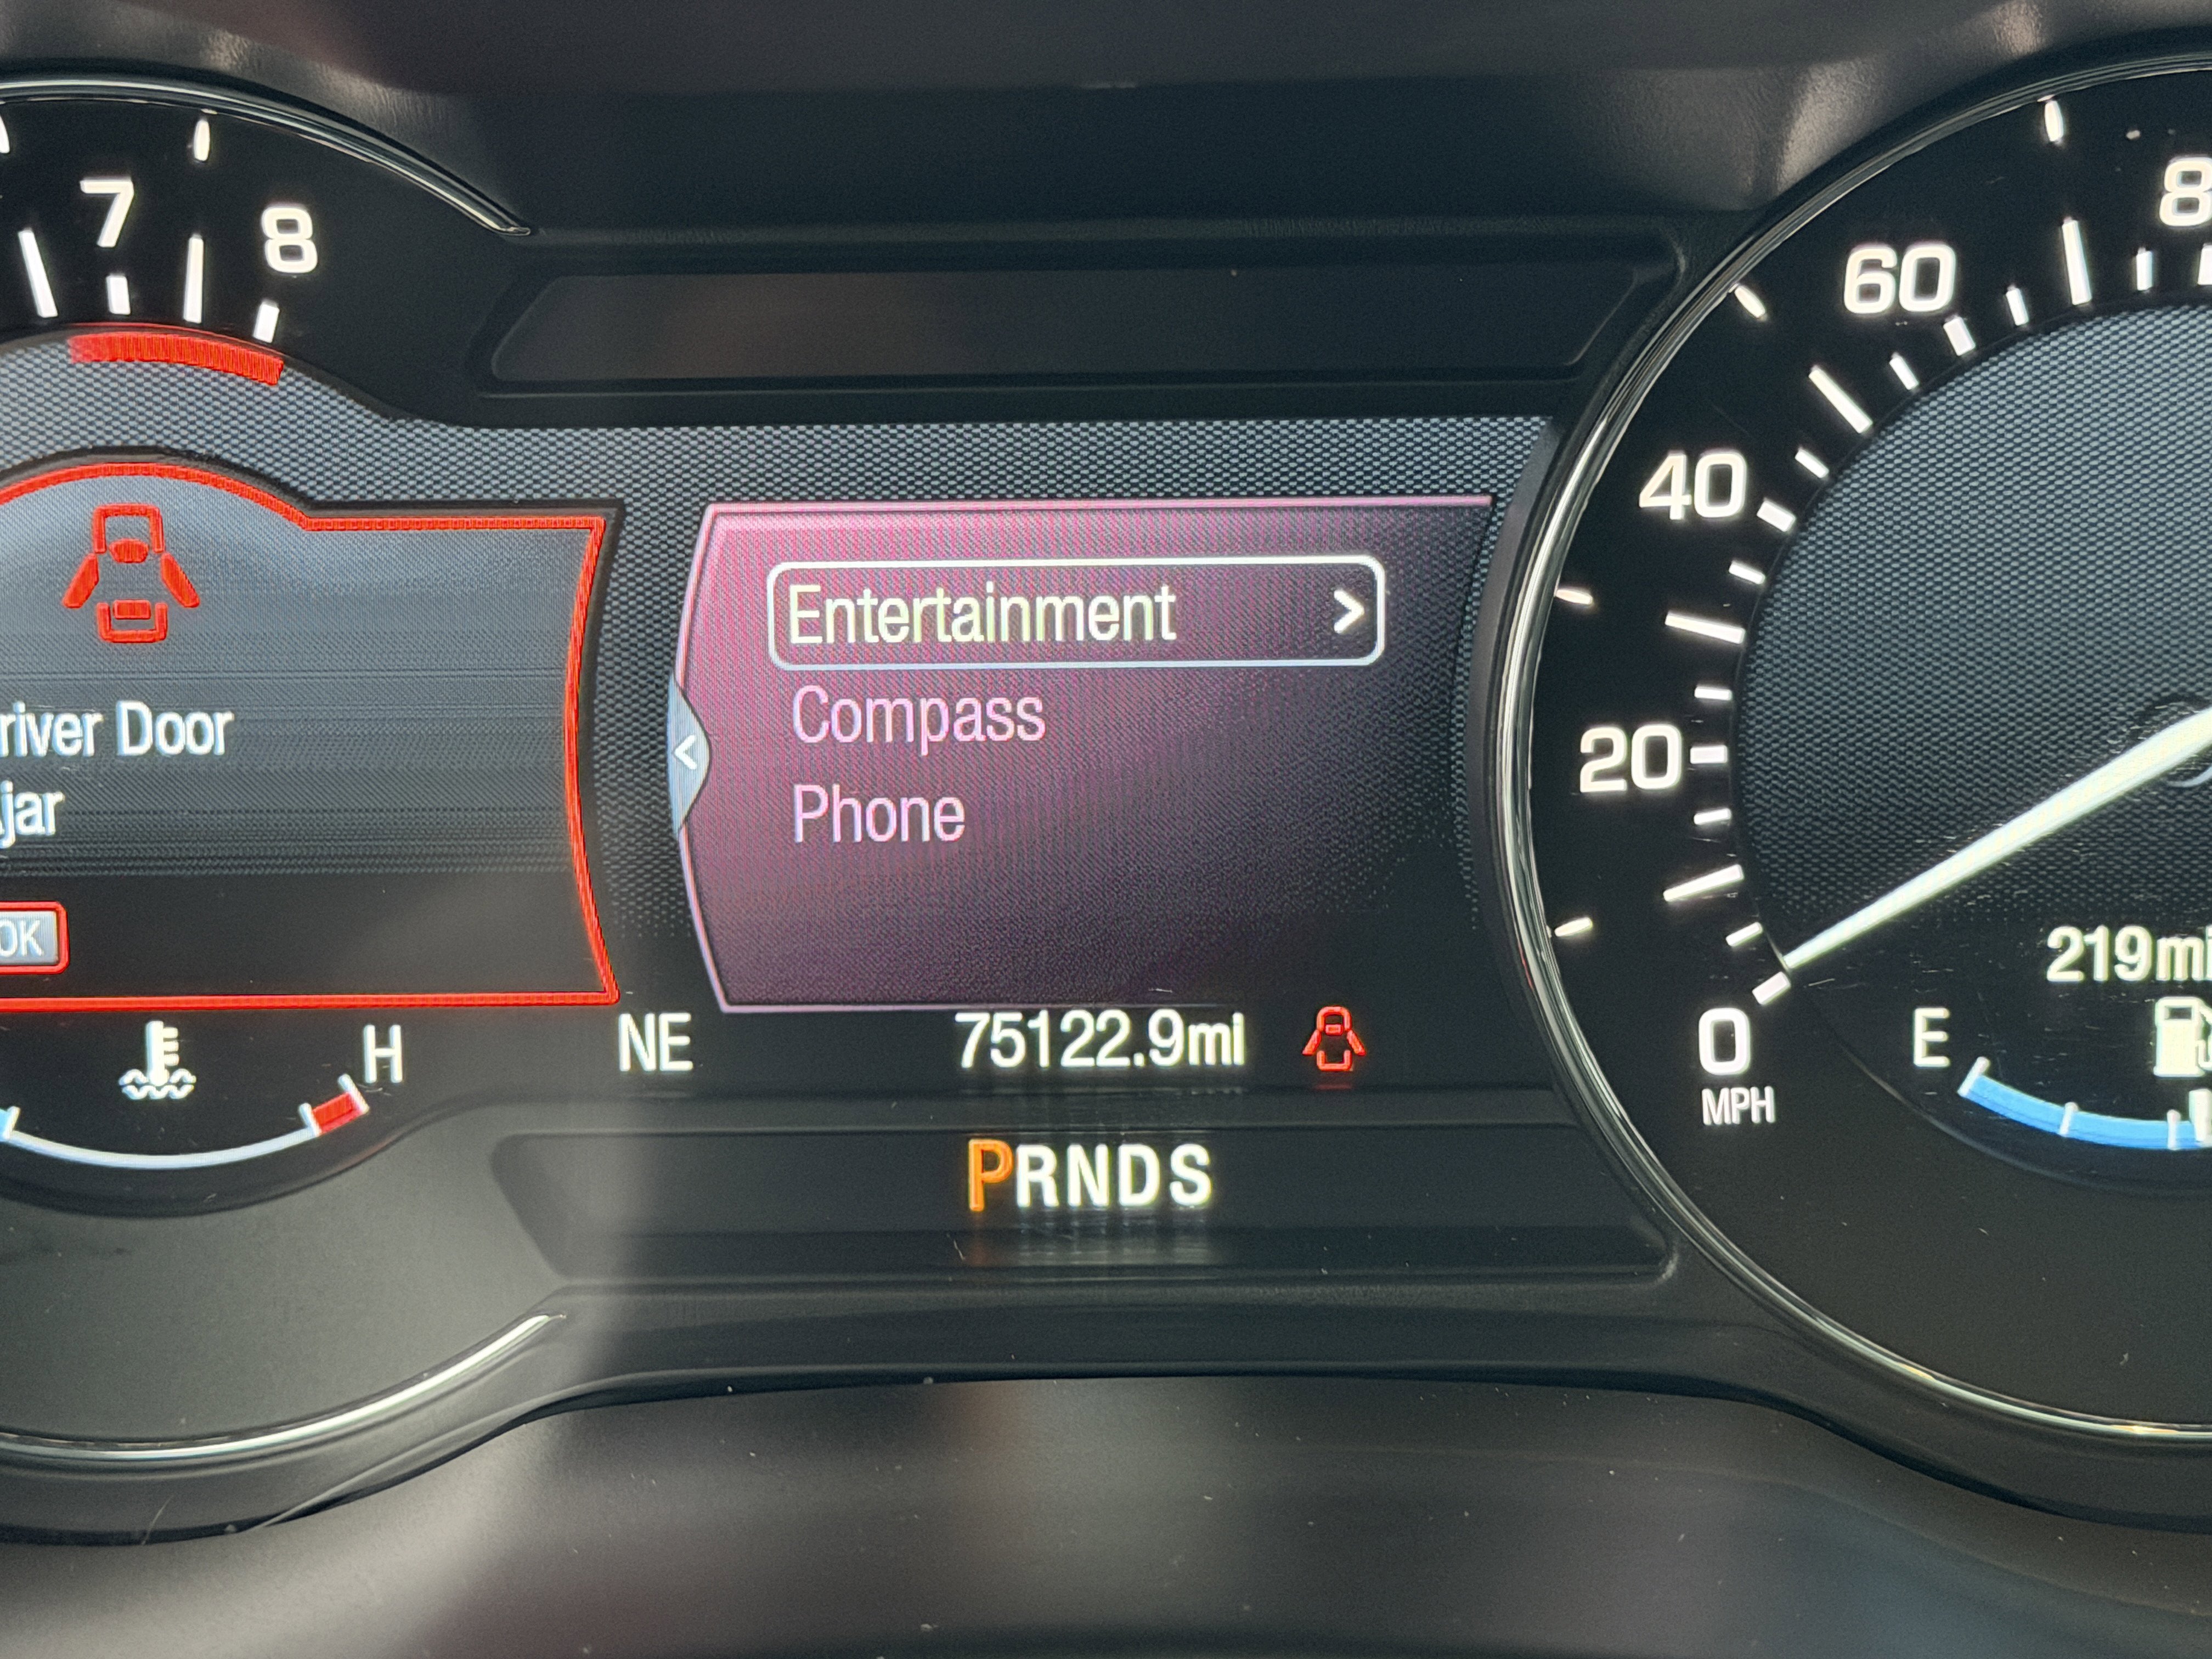 7
8
60
40
20
0
MPH
river Door
jar
OK
Entertainment >
Compass
Phone
<
H
NE
75122.9mi
219mi
E
PRNDS